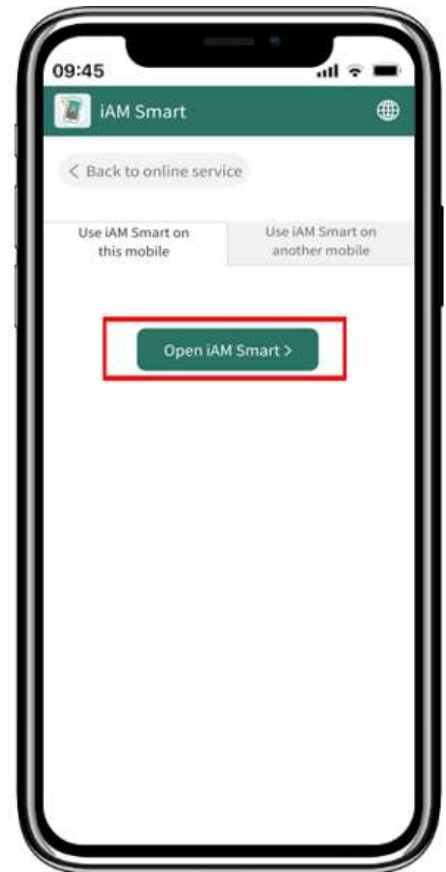 09:45
iAM Smart
< Back to online service
Use iAM Smart on
this mobile
Use iAM Smart on
another mobile
Open iAM Smart >